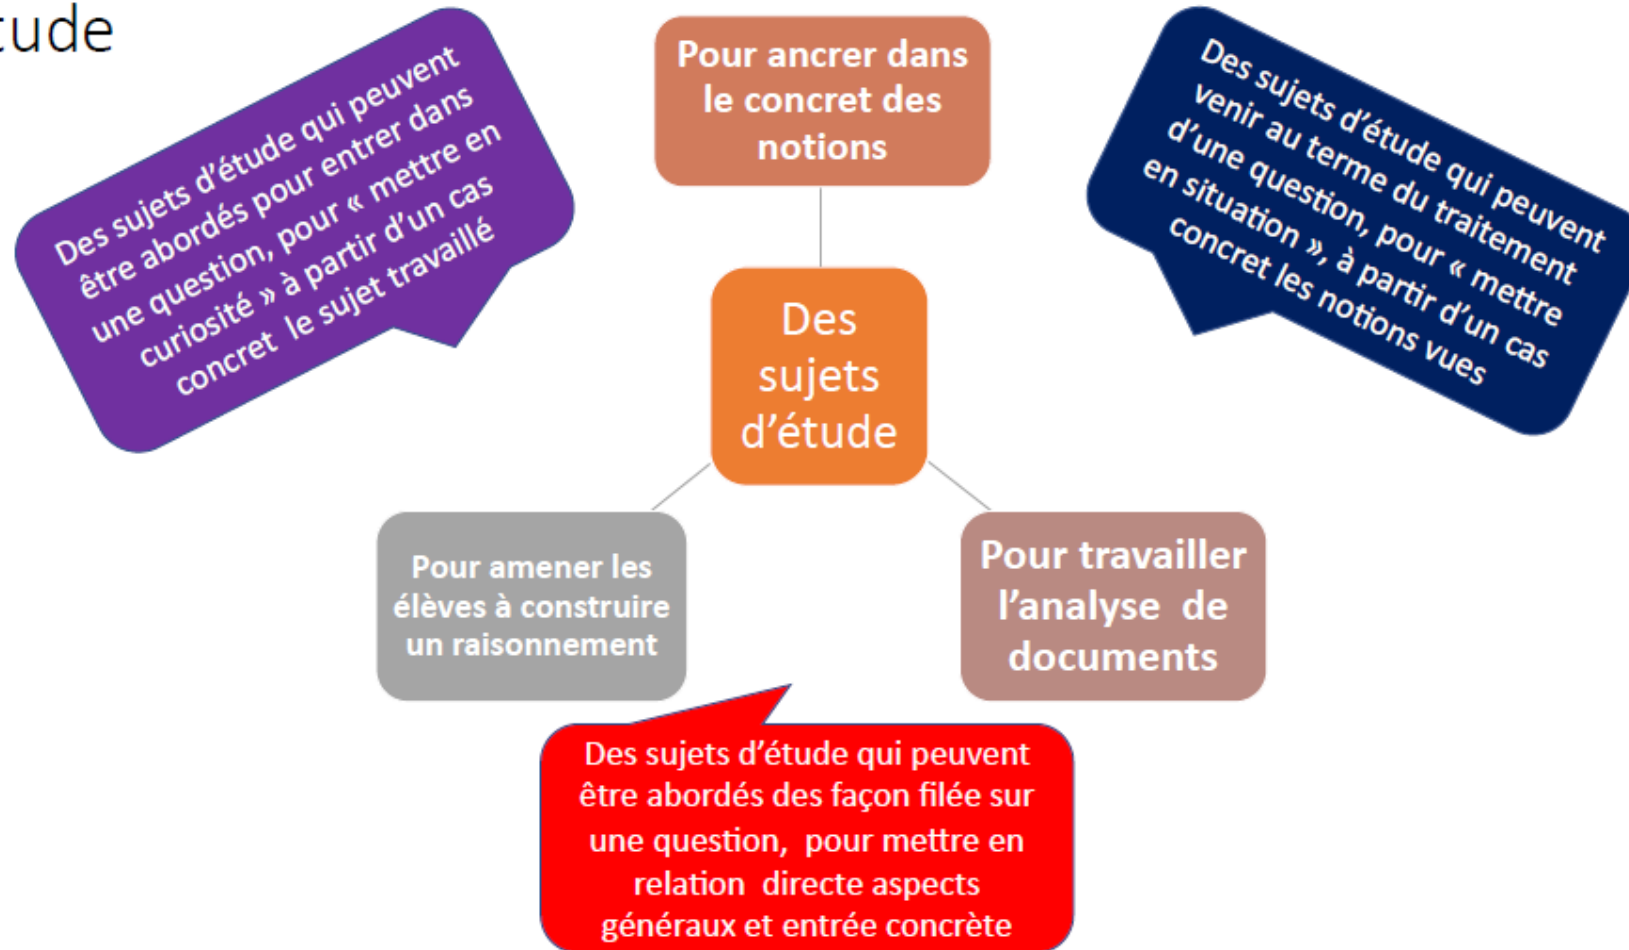 tude
Des sujets d'étude qui peuvent
être abordés pour entrer dans
une question, pour « mettre en
curiosité » à partir d'un cas
concret  le sujet travaillé
Pour ancrer dans
le concret des
notions
Des sujets d'étude qui peuvent
venir au terme du traitement
d'une question, pour « mettre
en situation », à partir d'un cas
concret les notions vues
Des
sujets
d'étude
Pour amener les
élèves à construire
un raisonnement
Pour travailler
l'analyse  de
documents
Des sujets d'étude qui peuvent
être abordés des façon filée sur
une question,  pour mettre en
relation  directe aspects
généraux et entrée concrète